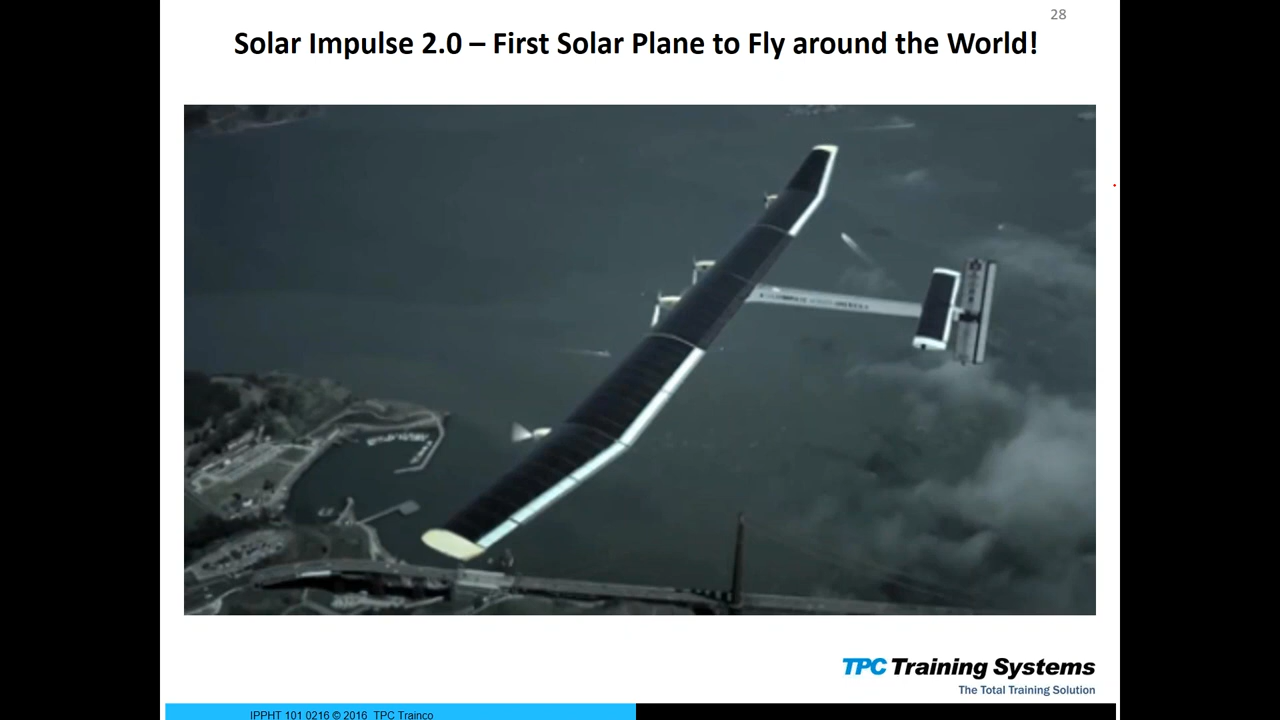 28
Solar Impulse 2.0 – First Solar Plane to Fly around the World!
TPC Training Systems
The Total Training Solution
IPPHT 101 0216 © 2016 TPC Trainco